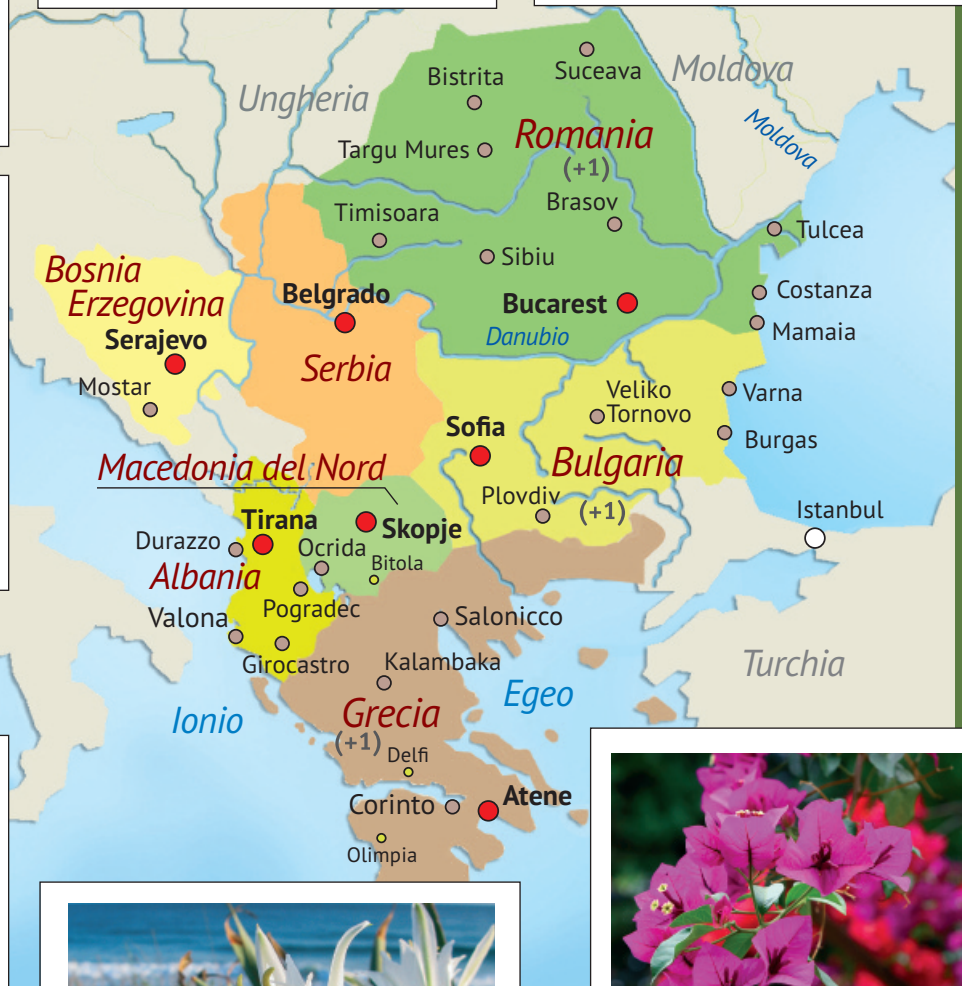 Suceava
Bistrita
Moldova
Ungheria
Moldova
Romania
Targu Mures
(+1)
Brasov
Timisoara
Tulcea
Sibiu
Bosnia
Erzegovina
Belgrado
Costanza
Bucarest
Serajevo
Danubio
Mamaia
Serbia
Mostar
Veliko
Tornovo
Varna
Sofia
Burgas
Macedonia del Nord
Bulgaria
Plovdiv
(+1)
Istanbul
Tirana
Skopje
Durazzo
Ocrida
Bitola
Albania
Pogradec
Valona
Salonicco
Girocastro
Kalambaka
Turchia
Egeo
Ionio
Grecia
(+1)
Delfi
Corinto
Atene
Olimpia